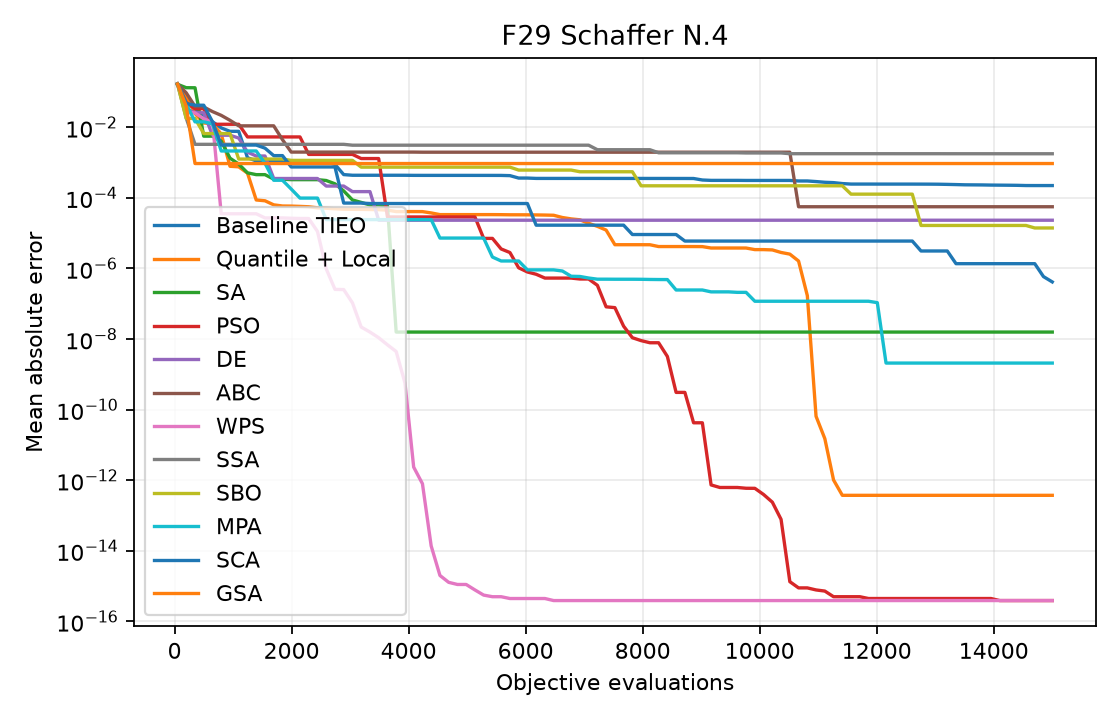 F29 Schaffer N.4
Mean absolute error
10⁻²
10⁻⁴
10⁻⁶
10⁻⁸
10⁻¹⁰
10⁻¹²
10⁻¹⁴
10⁻¹⁶
Baseline TIEO
Quantile + Local
SA
PSO
DE
ABC
WPS
SSA
SBO
MPA
SCA
GSA
0 2000 4000 6000 8000 10000 12000 14000
Objective evaluations